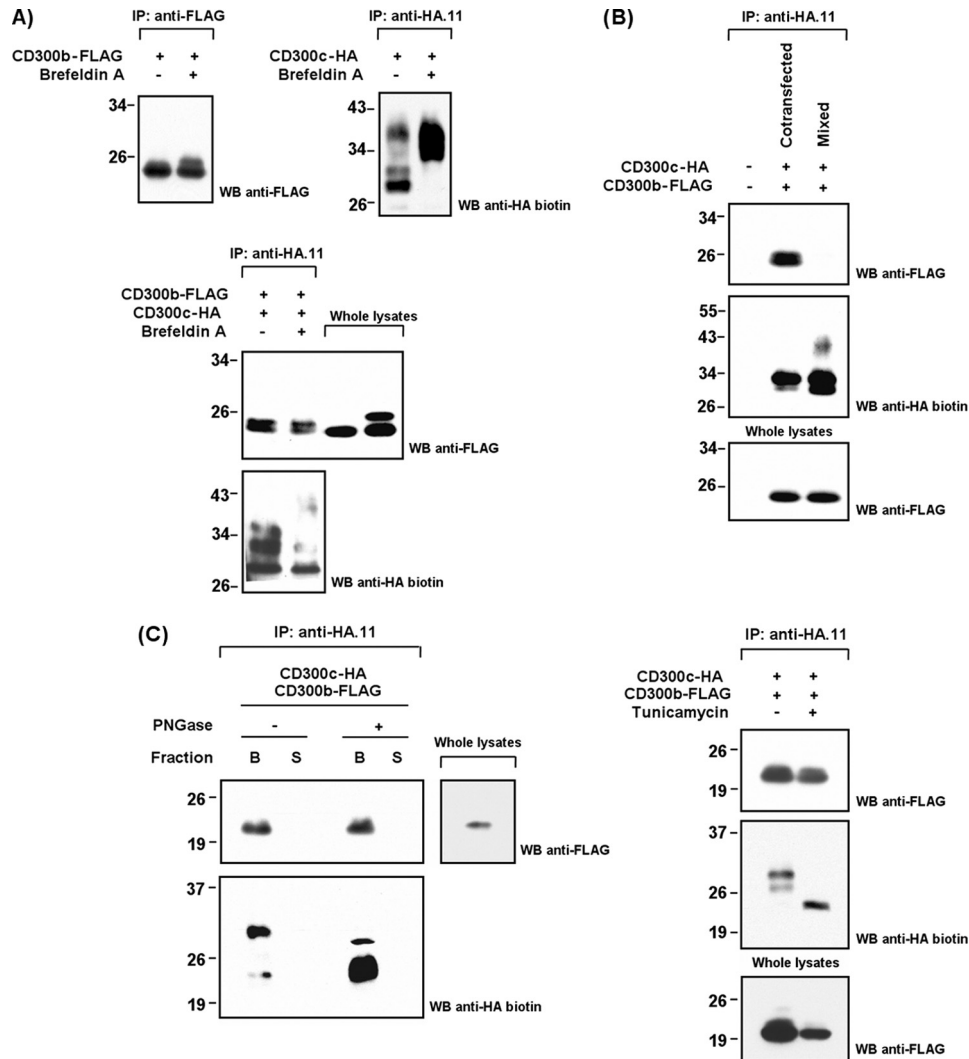 A)
IP: anti-FLAG
CD300b-FLAG + +
Brefeldin A - +
34
26
WB anti-FLAG
IP: anti-HA.11
CD300c-HA + +
Brefeldin A - +
43
34
26
WB anti-HA biotin
IP: anti-HA.11
CD300b-FLAG + +
CD300c-HA + +
Brefeldin A - +
Whole lysates
34
26
WB anti-FLAG
43
34
26
WB anti-HA biotin
(B)
IP: anti-HA.11
Cotransfected
Mixed
CD300c-HA - + +
CD300b-FLAG - + +
34
26
WB anti-FLAG
55
43
34
26
WB anti-HA biotin
Whole lysates
34
26
WB anti-FLAG
(C)
IP: anti-HA.11
CD300c-HA
CD300b-FLAG
PNGase - +
Fraction B S B S
Whole lysates
26
19
WB anti-FLAG
37
26
19
WB anti-HA biotin
IP: anti-HA.11
CD300c-HA + +
CD300b-FLAG + +
Tunicamycin - +
26
19
WB anti-FLAG
37
26
19
WB anti-HA biotin
Whole lysates
26
19
WB anti-FLAG